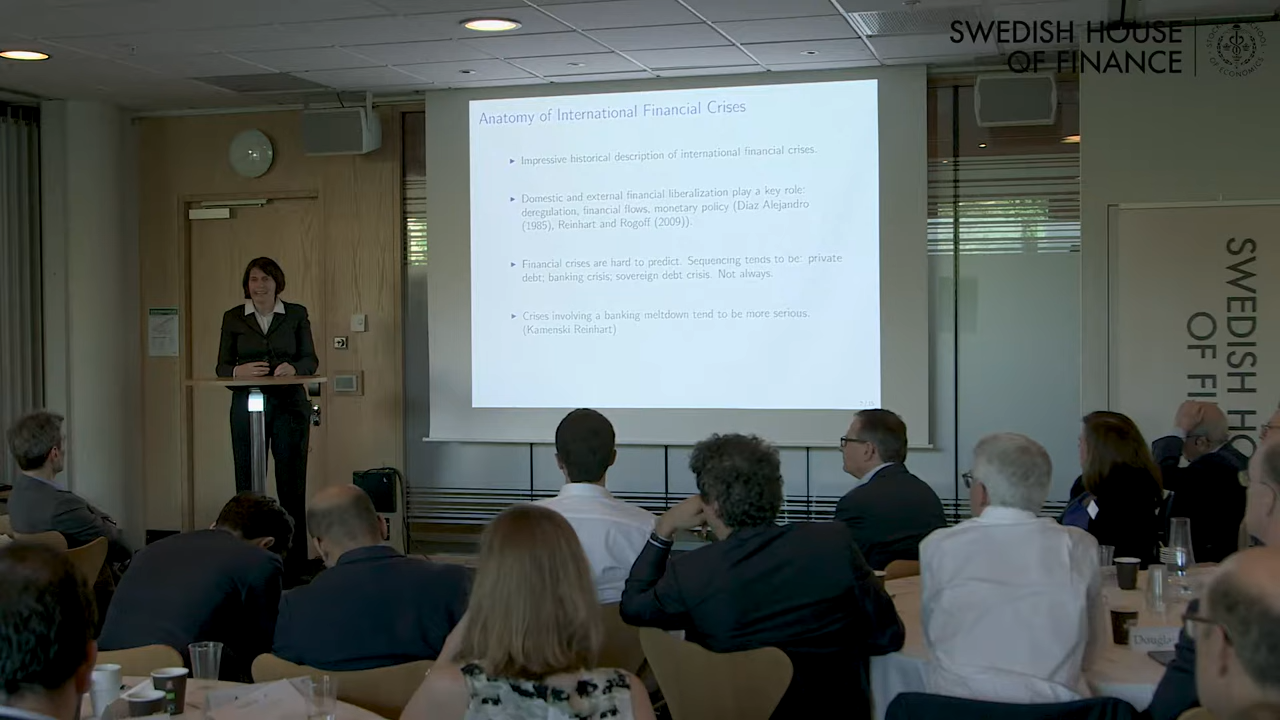 SWEDISH HOUSE
OF FINANCE
Anatomy of International Financial Crises
Impressive historical description of international financial crises.
Domestic and external financial liberalization play a key role:
deregulation, financial flows, monetary policy (Diaz Alejandro
(1985), Reinhart and Rogoff (2009)).
Financial crises are hard to predict. Sequencing tends to be: private
debt; banking crisis; sovereign debt crisis. Not always.
Crises involving a banking meltdown tend to be more serious.
(Kamenski Reinhart)
SWEDISH HO
OF FI
Douglas